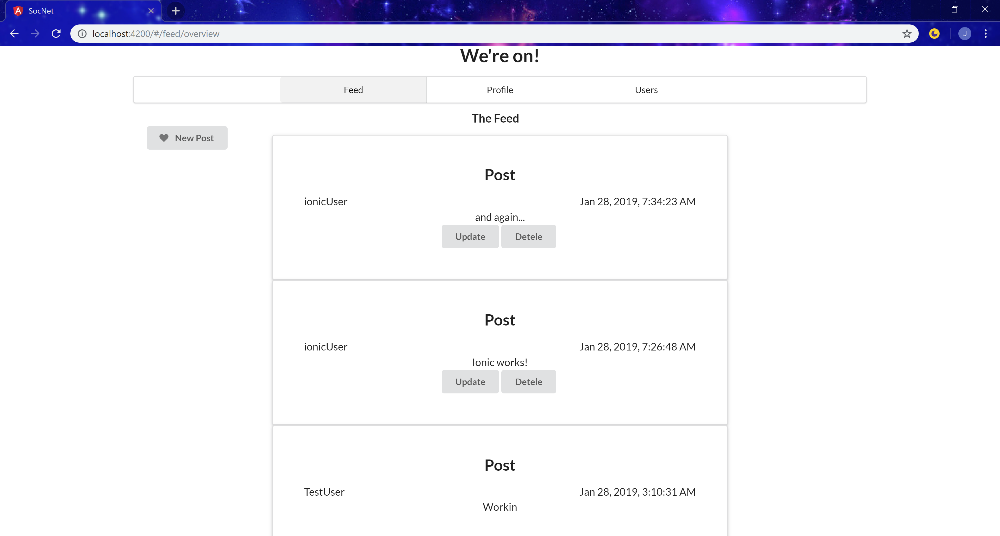 SocNet
localhost:4200/#/feed/overview
J
We're on!
Feed Profile Users
The Feed
New Post
Post
ionicUser Jan 28, 2019, 7:34:23 AM
and again...
Update Detele
Post
ionicUser Jan 28, 2019, 7:26:48 AM
Ionic works!
Update Detele
Post
TestUser Jan 28, 2019, 3:10:31 AM
Workin